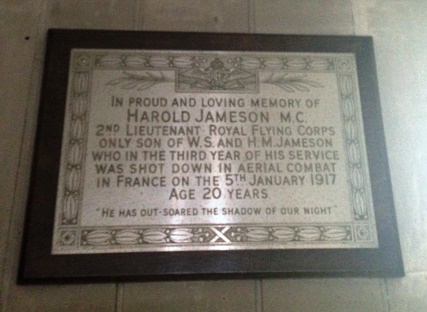 IN PROUD AND LOVING MEMORY OF
HAROLD JAMESON M.C.
2ND LIEUTENANT ROYAL FLYING CORPS
ONLY SON OF W.S. AND H.M. JAMESON
WHO IN THE THIRD YEAR OF HIS SERVICE
WAS SHOT DOWN IN AERIAL COMBAT
IN FRANCE ON THE 5TH JANUARY 1917
AGE 20 YEARS
"HE HAS OUT-SOARED THE SHADOW OF OUR NIGHT"